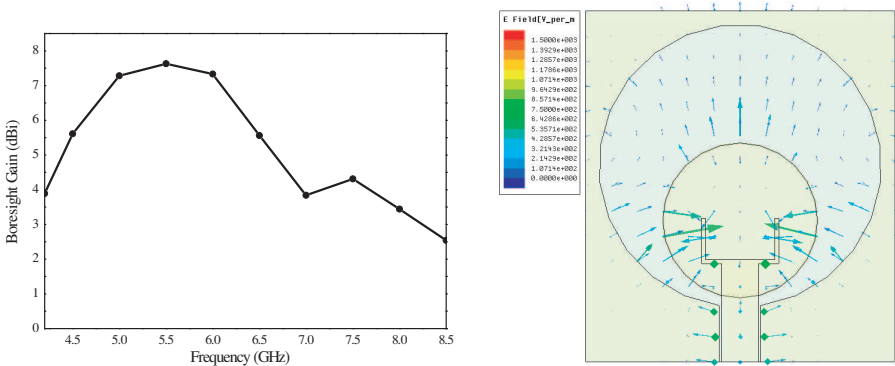 8
7
6
5
4
3
2
1
0
Boresight Gain (dBi)
4.5 5.0 5.5 6.0 6.5 7.0 7.5 8.0 8.5
Frequency (GHz)
E Field[V_per_m
1.5000e+003
1.3929e+003
1.2857e+003
1.1786e+003
1.0714e+003
9.6429e+002
8.5714e+002
7.5000e+002
6.4286e+002
5.3571e+002
4.2857e+002
3.2143e+002
2.1429e+002
1.0714e+002
0.0000e+000